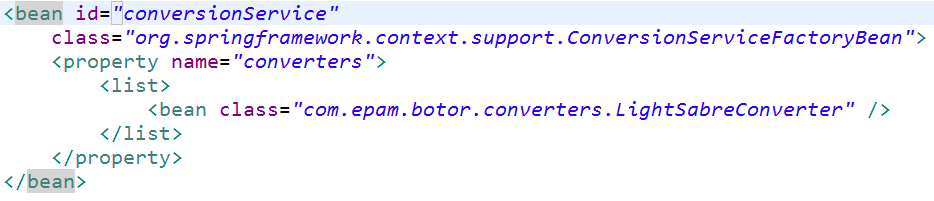 <bean id="conversionService"
class="org.springframework.context.support.ConversionServiceFactoryBean">
<property name="converters">
<list>
<bean class="com.epam.botor.converters.LightSabreConverter" />
</list>
</property>
</bean>